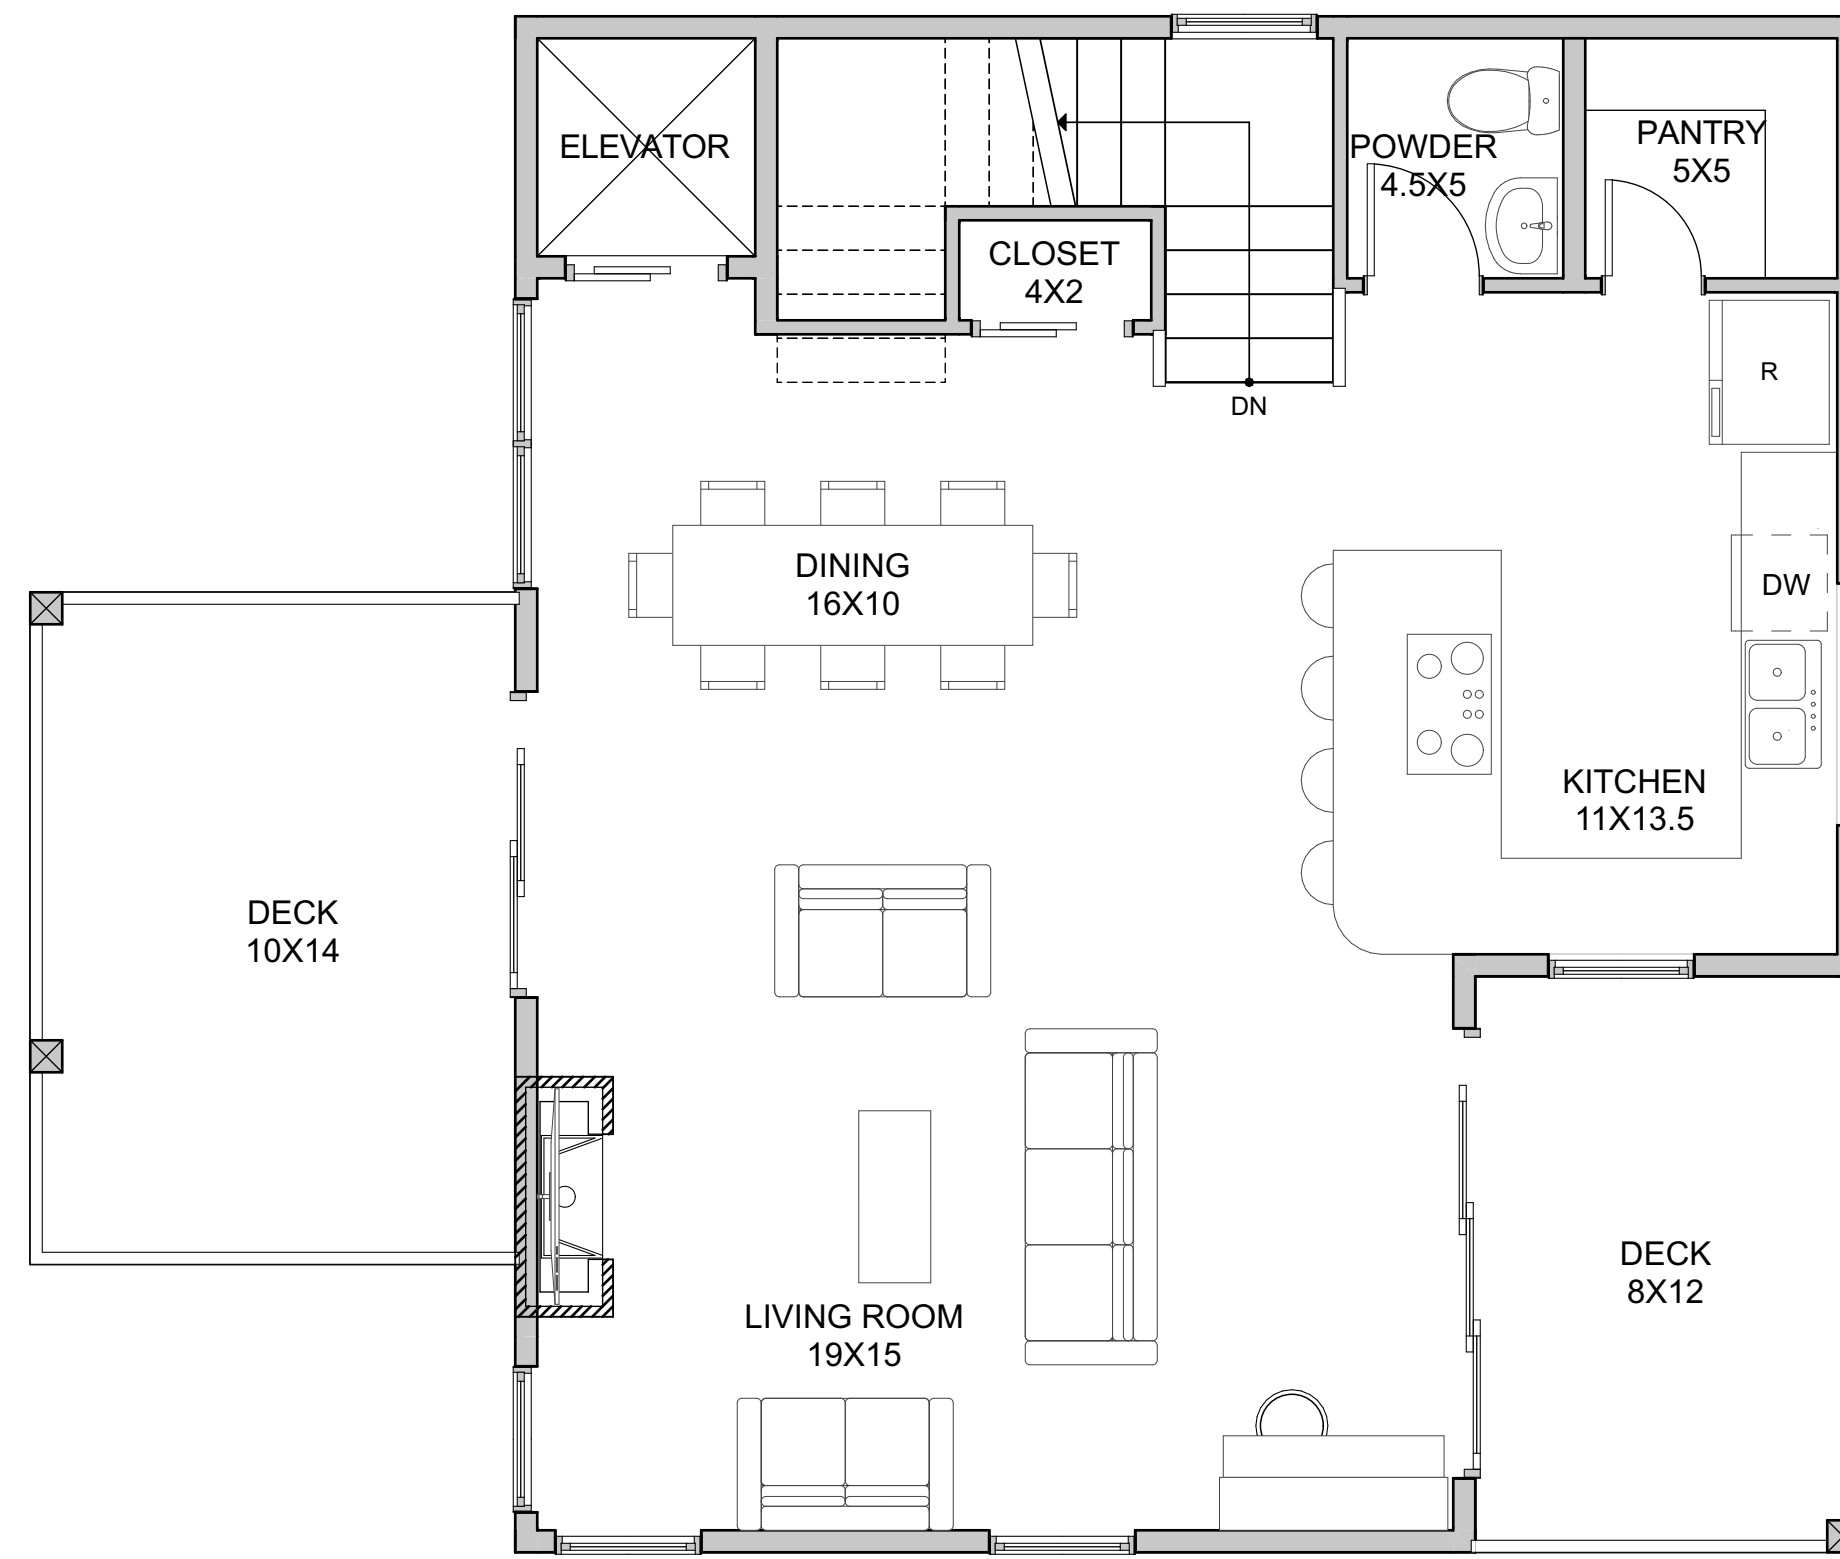 ELEVATOR
POWDER
4.5X5
PANTRY
5X5
CLOSET
4X2
R
DN
DINING
16X10
DW
KITCHEN
11X13.5
DECK
10X14
DECK
8X12
LIVING ROOM
19X15